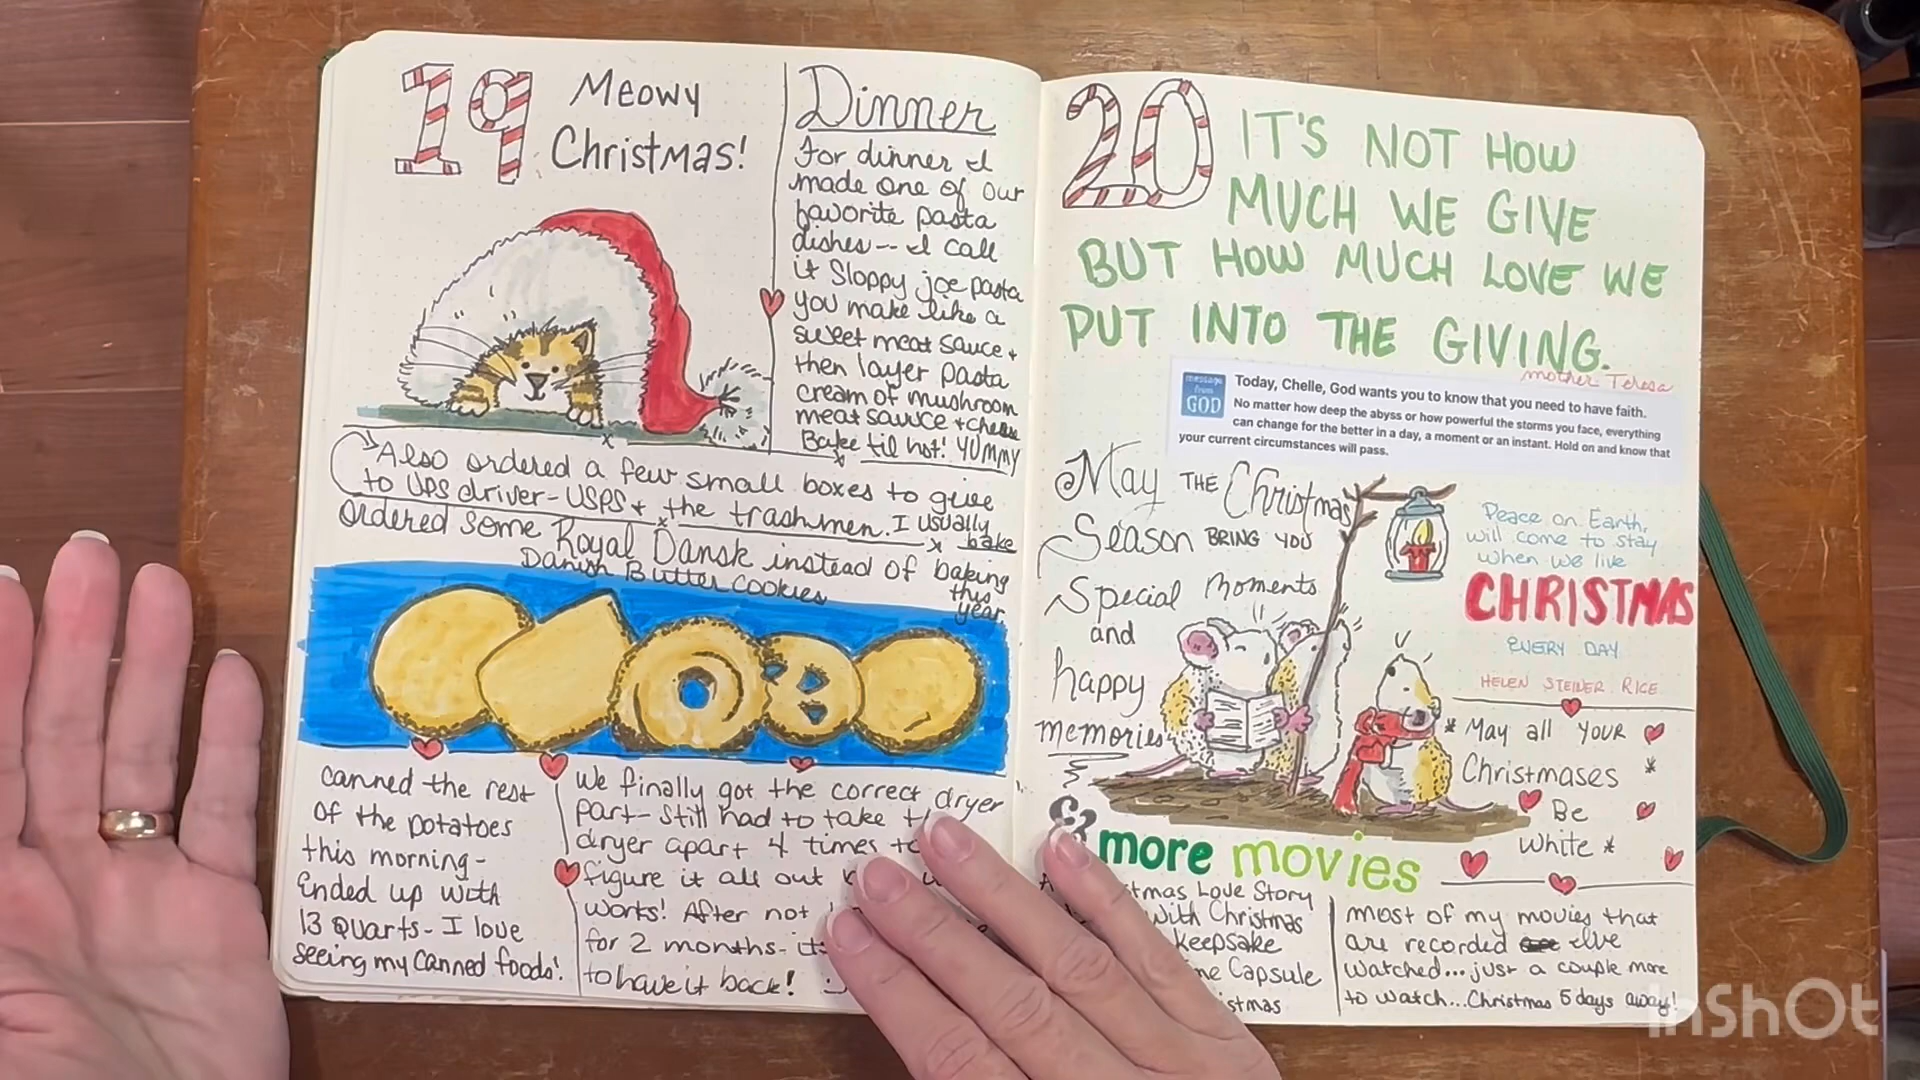 19 Meowy
Christmas!
Dinner
For dinner I
made one of our
favorite pasta
dishes-- I call
it Sloppy joe pasta
you make like a
sweet meat sauce +
then layer pasta
cream of mushroom
meat sauce + cheese
Bake til hot! YUMMY
Also ordered a few small boxes to give
to UPS driver - USPS + the trashmen. I usually
bake
Ordered some Royal Dansk instead of baking
Danish Butter Cookies
this
year
canned the rest
of the potatoes
this morning -
Ended up with
13 Quarts - I love
seeing my canned foods!
We finally got the correct dryer
part - Still had to take
dryer apart 4 times to
figure it all out
works! After not
for 2 months -
to have it back! :)
20 IT'S NOT HOW
MUCH WE GIVE
BUT HOW MUCH LOVE WE
PUT INTO THE GIVING.
mother Teresa
message
from
GOD
Today, Chelle, God wants you to know that you need to have faith.
No matter how deep the abyss or how powerful the storms you face, everything
can change for the better in a day, a moment or an instant. Hold on and know that
your current circumstances will pass.
May THE Christmas
Season BRING YOU
Special Moments
and
happy
memories
Peace on Earth,
will come to stay
when we live
CHRISTMAS
EVERY DAY
HELEN STEINER RICE
* May all YOUR
Christmases *
Be
White *
& more movies
Love Story
With Christmas
Keepsake
Capsule
most of my movies that
are recorded I've
watched... just a couple more
to watch... Christmas 5 days away!
InShOt